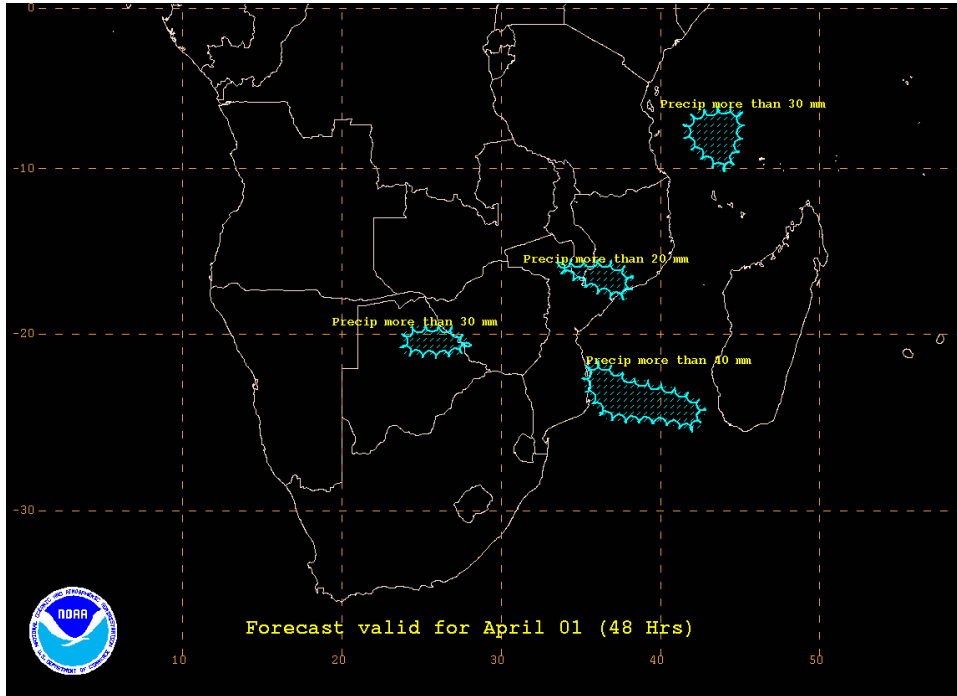 0
Precip more than 30 mm
-10
Precip more than 20 mm
Precip more than 30 mm
-20
Precip more than 40 mm
-30
NOAA
Forecast valid for April 01 (48 Hrs)
10 20 30 40 50